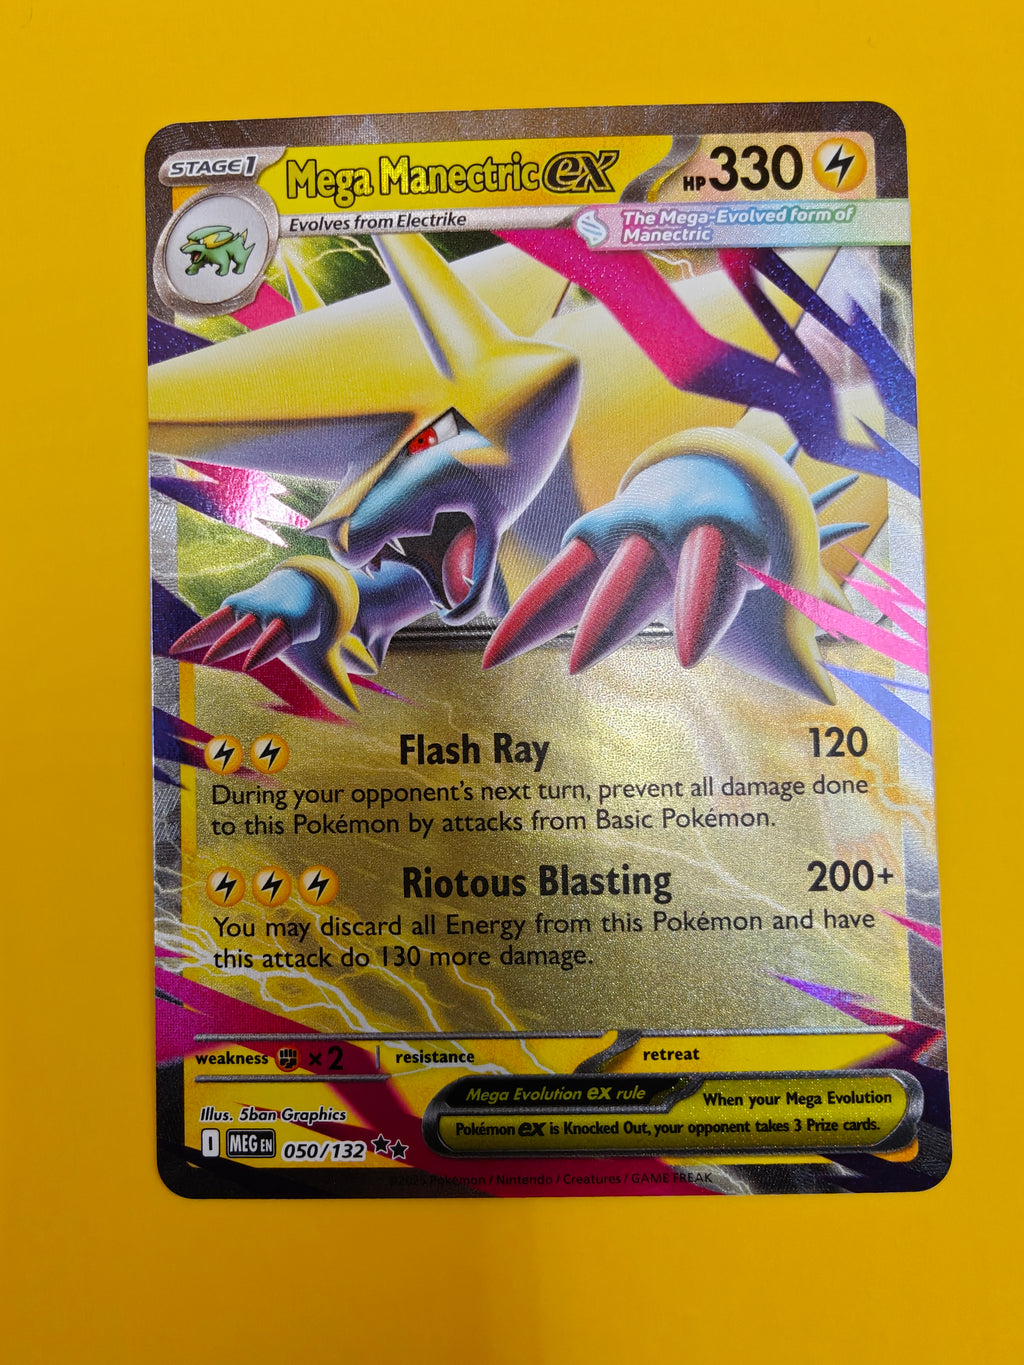 STAGE1 Mega Manectric ex HP 330
Evolves from Electrike
The Mega-Evolved form of
Manectric
Flash Ray 120
During your opponent's next turn, prevent all damage done
to this Pokémon by attacks from Basic Pokémon.
Riotous Blasting 200+
You may discard all Energy from this Pokémon and have
this attack do 130 more damage.
weakness ×2 resistance retreat
Mega Evolution ex rule
When your Mega Evolution
Pokémon ex is Knocked Out, your opponent takes 3 Prize cards.
Illus. 5ban Graphics
I MEG EN 050/132
©2025 Pokémon / Nintendo / Creatures / GAME FREAK